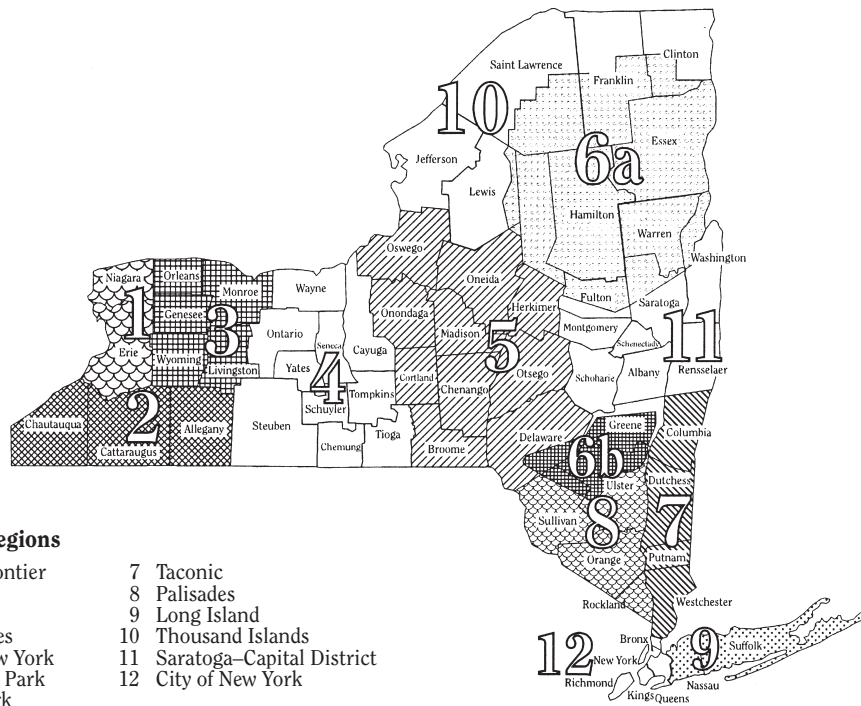 Clinton
Saint Lawrence
Franklin
10
Essex
6a
Jefferson
Lewis
Hamilton
Warren
Washington
Oswego
Oneida
Niagara
Orleans
Monroe
Wayne
Herkimer
Fulton
Saratoga
1
Genesee
3
Onondaga
Madison
Montgomery
Ontario
Seneca
Cayuga
5
Schenectady
11
Erie
Wyoming
Livingston
Yates
4
Cortland
Chenango
Otsego
Schoharie
Albany
Rensselaer
Tompkins
Schuyler
2
Chautauqua
Cattaraugus
Allegany
Steuben
Chemung
Tioga
Broome
Delaware
Greene
Columbia
6b
Ulster
Dutchess
Sullivan
8
7
Orange
Putnam
Rockland
Westchester
egions
ontier
es
w York
Park
rk
7 Taconic
8 Palisades
9 Long Island
10 Thousand Islands
11 Saratoga–Capital District
12 City of New York
12
Bronx
New York
Richmond
Kings
Queens
Nassau
9
Suffolk